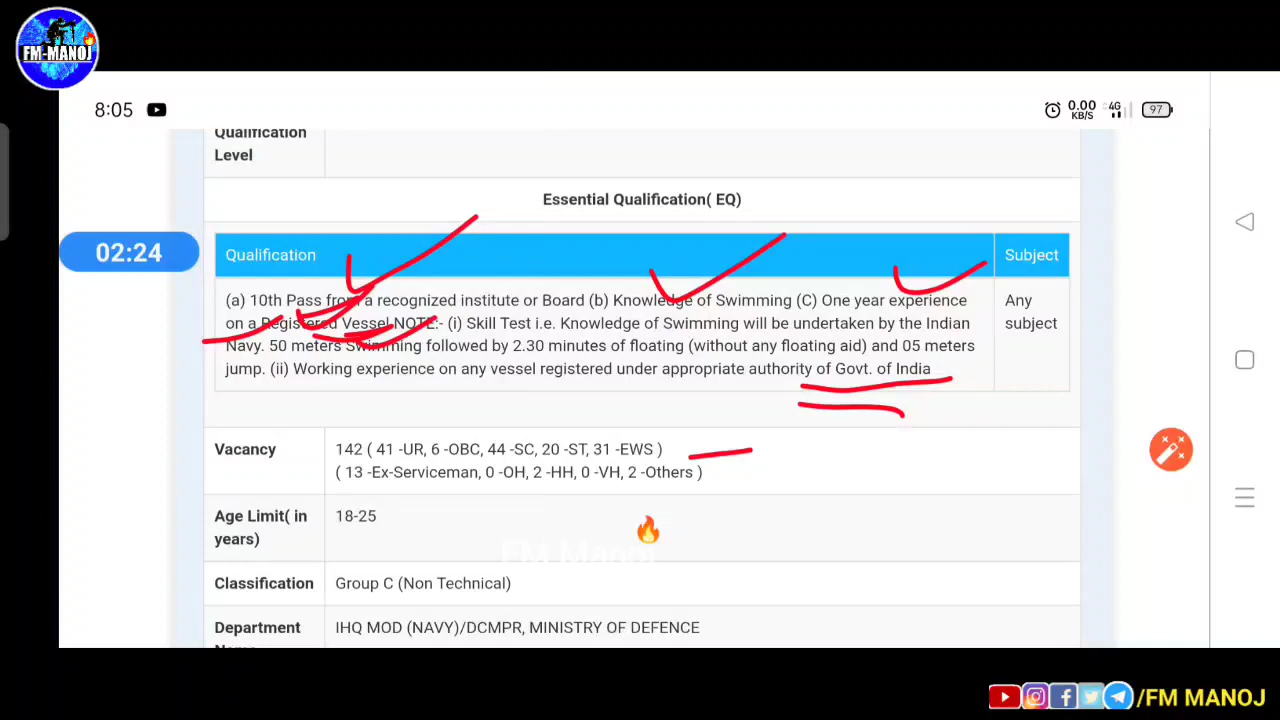 FM-MANOJ
8:05
0.00 KB/S 4G 97
Qualification
Level
Essential Qualification( EQ)
02:24
Qualification Subject
(a) 10th Pass from a recognized institute or Board (b) Knowledge of Swimming (C) One year experience Any
on a Registered Vessel NOTE:- (i) Skill Test i.e. Knowledge of Swimming will be undertaken by the Indian subject
Navy. 50 meters Swimming followed by 2.30 minutes of floating (without any floating aid) and 05 meters
jump. (ii) Working experience on any vessel registered under appropriate authority of Govt. of India
Vacancy 142 ( 41 -UR, 6 -OBC, 44 -SC, 20 -ST, 31 -EWS )
( 13 -Ex-Serviceman, 0 -OH, 2 -HH, 0 -VH, 2 -Others )
Age Limit( in 18-25
years)
FM Manoj
Classification Group C (Non Technical)
Department IHQ MOD (NAVY)/DCMPR, MINISTRY OF DEFENCE
/FM MANOJ